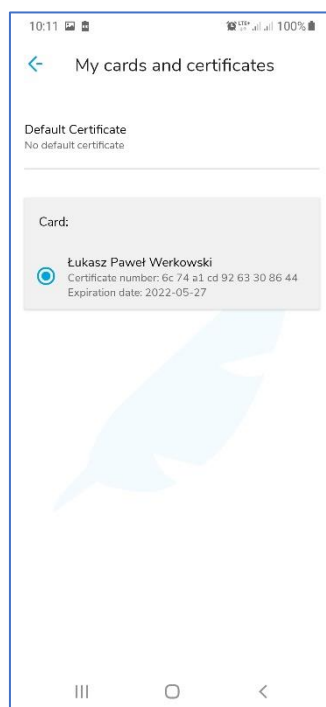 10:11 LTE+ 100%
My cards and certificates
Default Certificate
No default certificate
Card:
Łukasz Paweł Werkowski
Certificate number: 6c 74 a1 cd 92 63 30 86 44
Expiration date: 2022-05-27